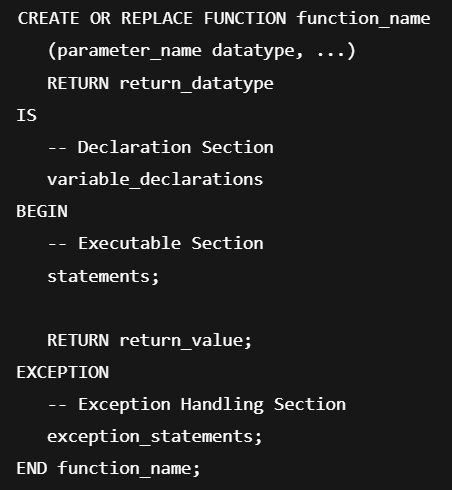 CREATE OR REPLACE FUNCTION function_name
(parameter_name datatype, ...)
RETURN return_datatype
IS
-- Declaration Section
variable_declarations
BEGIN
-- Executable Section
statements;
RETURN return_value;
EXCEPTION
-- Exception Handling Section
exception_statements;
END function_name;